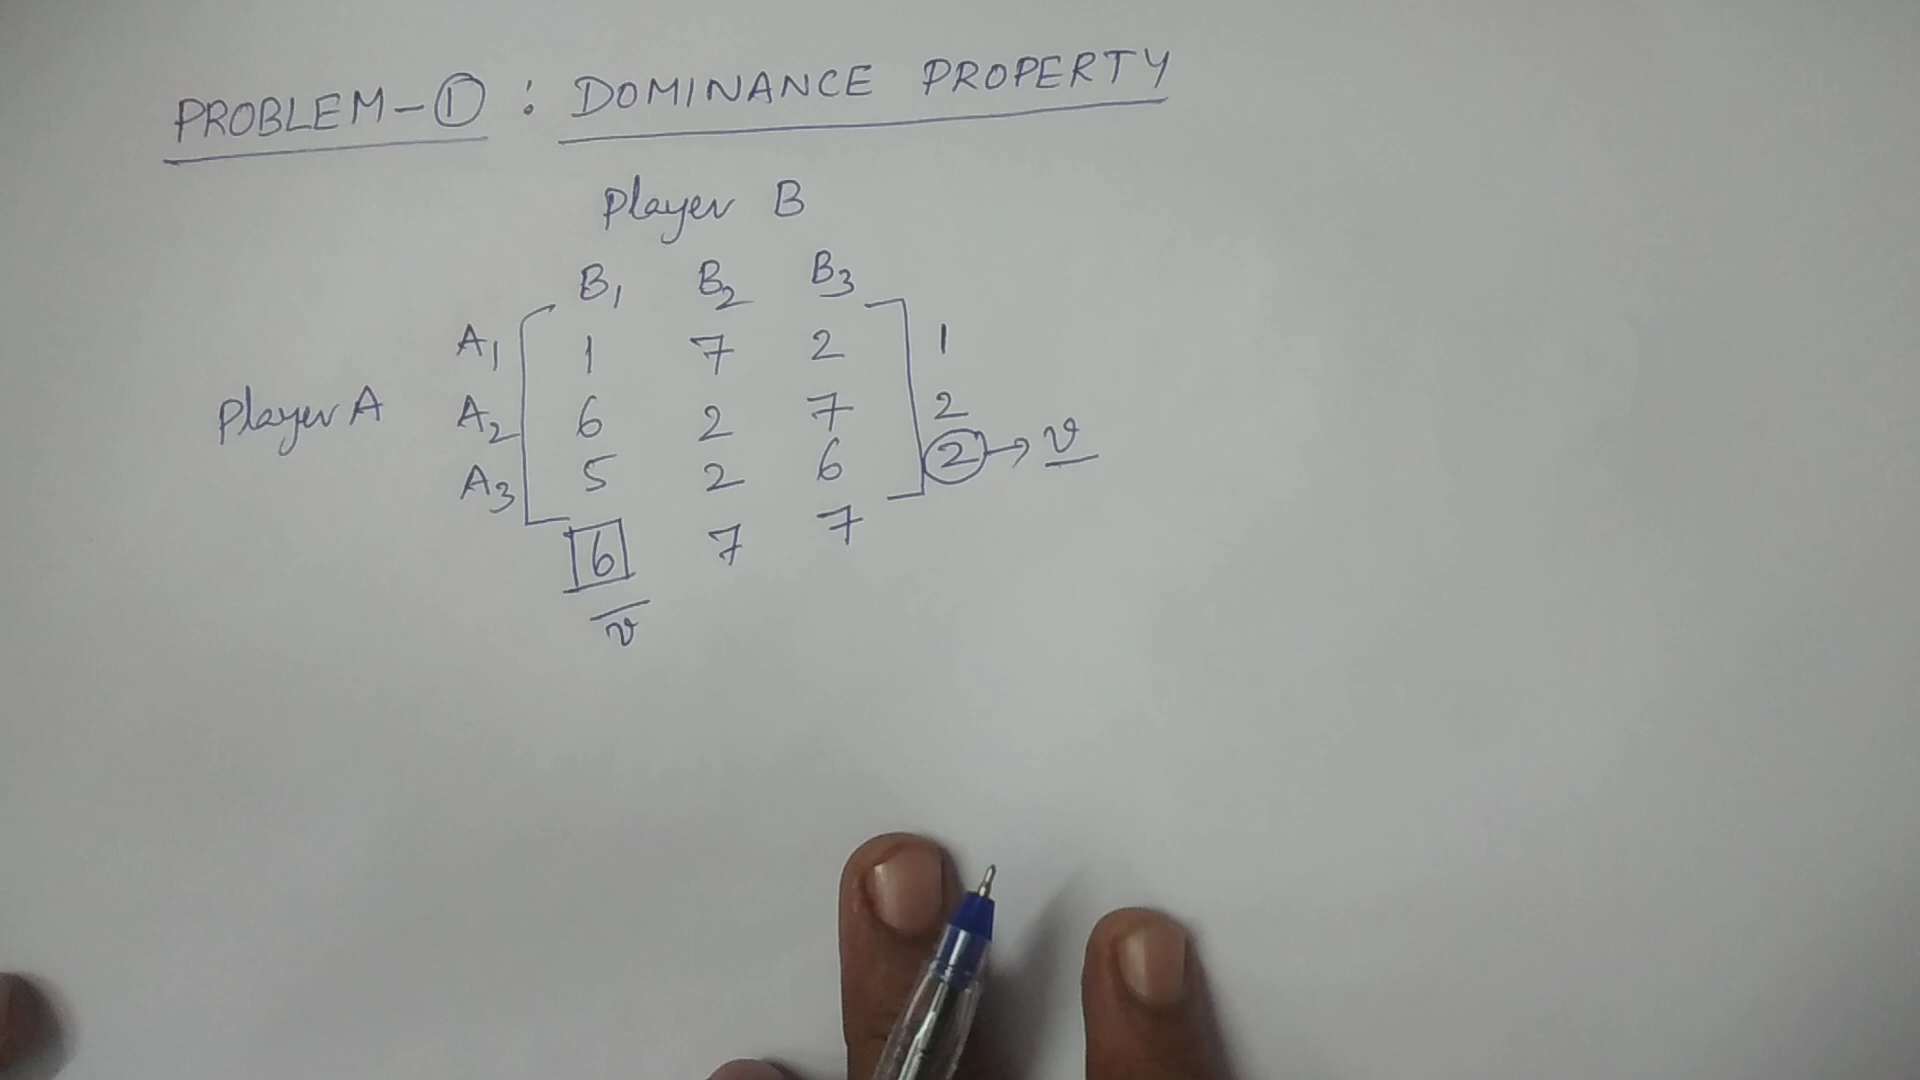 PROBLEM-① : DOMINANCE PROPERTY
Player B
B₁ B₂ B₃
A₁ 1 7 2 1
Player A A₂ 6 2 7 2
A₃ 5 2 6 2 → v
6 7 7
v̅